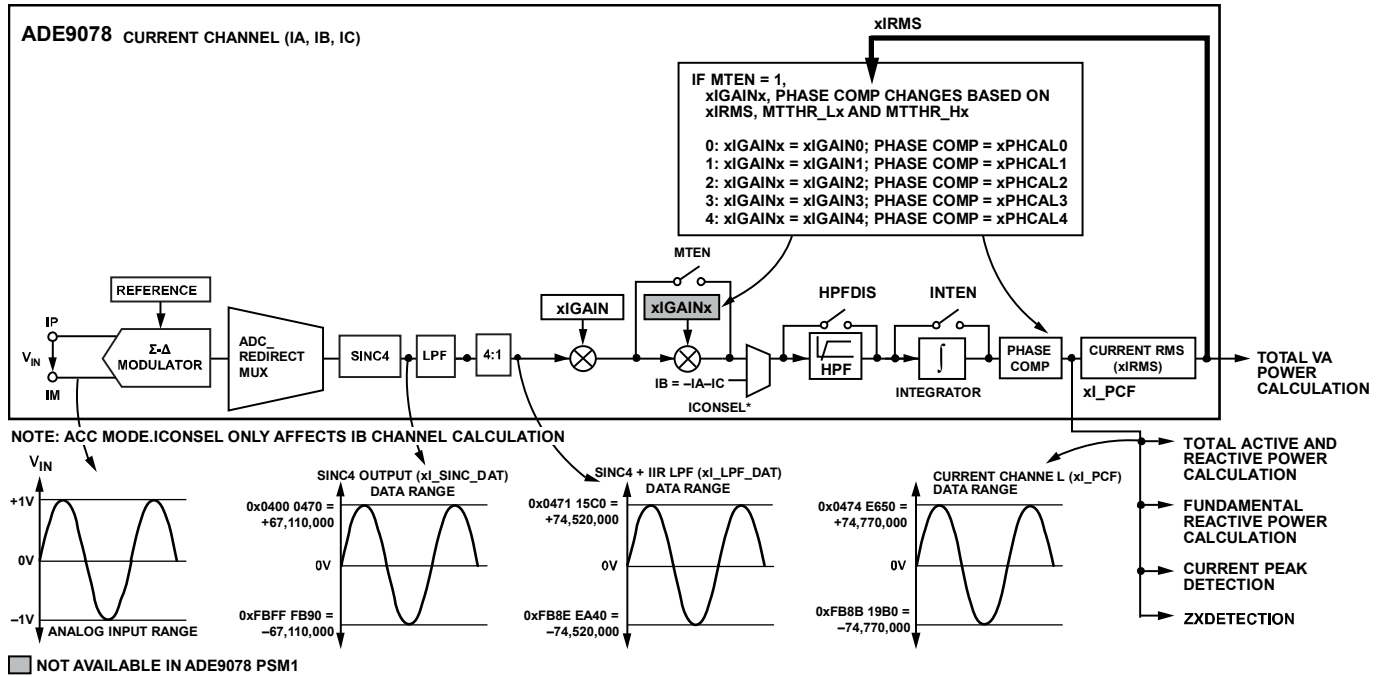 ADE9078 CURRENT CHANNEL (IA, IB, IC)
xIRMS
IF MTEN = 1,
xIGAINx, PHASE COMP CHANGES BASED ON
xIRMS, MTTHR_Lx AND MTTHR_Hx
0: xIGAINx = xIGAIN0; PHASE COMP = xPHCAL0
1: xIGAINx = xIGAIN1; PHASE COMP = xPHCAL1
2: xIGAINx = xIGAIN2; PHASE COMP = xPHCAL2
3: xIGAINx = xIGAIN3; PHASE COMP = xPHCAL3
4: xIGAINx = xIGAIN4; PHASE COMP = xPHCAL4
MTEN
REFERENCE
xIGAIN
xIGAINx
HPFDIS
INTEN
IP
VIN
IM
Σ-Δ
MODULATOR
ADC_
REDIRECT
MUX
SINC4
LPF
4:1
IB = –IA–IC
ICONSEL*
HPF
∫
INTEGRATOR
PHASE
COMP
CURRENT RMS
(xIRMS)
xI_PCF
TOTAL VA
POWER
CALCULATION
NOTE: ACC MODE.ICONSEL ONLY AFFECTS IB CHANNEL CALCULATION
VIN
+1V
0V
–1V
ANALOG INPUT RANGE
SINC4 OUTPUT (xI_SINC_DAT)
DATA RANGE
0x0400 0470 =
+67,110,000
0V
0xFBFF FB90 =
–67,110,000
SINC4 + IIR LPF (xI_LPF_DAT)
DATA RANGE
0x0471 15C0 =
+74,520,000
0V
0xFB8E EA40 =
–74,520,000
CURRENT CHANNE L (xI_PCF)
DATA RANGE
0x0474 E650 =
+74,770,000
0V
0xFB8B 19B0 =
–74,770,000
TOTAL ACTIVE AND
REACTIVE POWER
CALCULATION
FUNDAMENTAL
REACTIVE POWER
CALCULATION
CURRENT PEAK
DETECTION
ZXDETECTION
NOT AVAILABLE IN ADE9078 PSM1